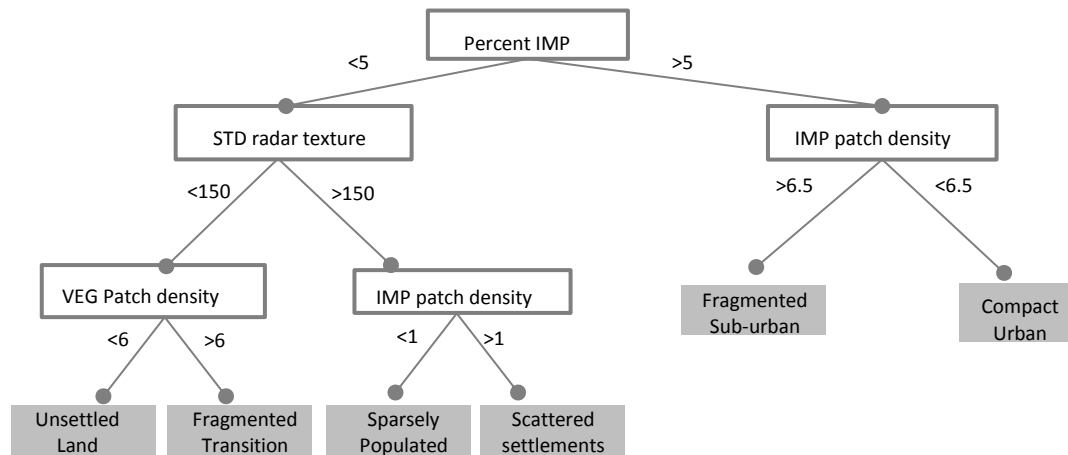 Percent IMP
<5
>5
STD radar texture
IMP patch density
<150
>150
>6.5
<6.5
VEG Patch density
IMP patch density
Fragmented
Sub-urban
Compact
Urban
<6
>6
<1
>1
Unsettled
Land
Fragmented
Transition
Sparsely
Populated
Scattered
settlements